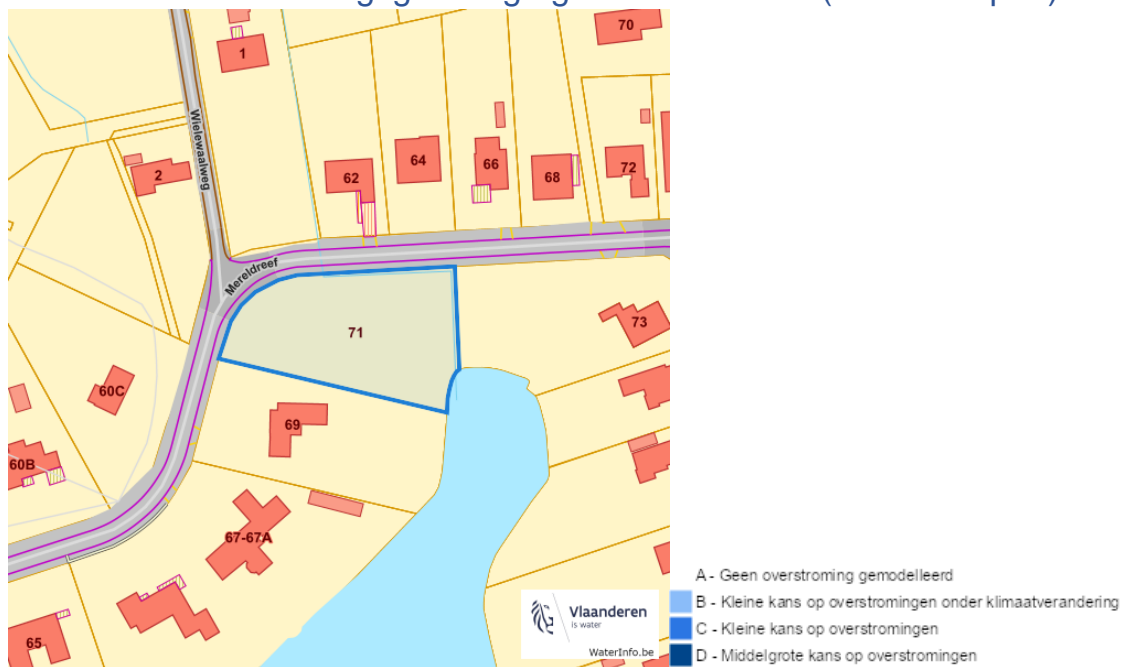 1
70
Wielewaalweg
2
62
64
66
68
72
Mereldreef
71
73
60C
69
60B
67-67A
65
Vlaanderen
is water
WaterInfo.be
A - Geen overstroming gemodelleerd
B - Kleine kans op overstromingen onder klimaatverandering
C - Kleine kans op overstromingen
D - Middelgrote kans op overstromingen